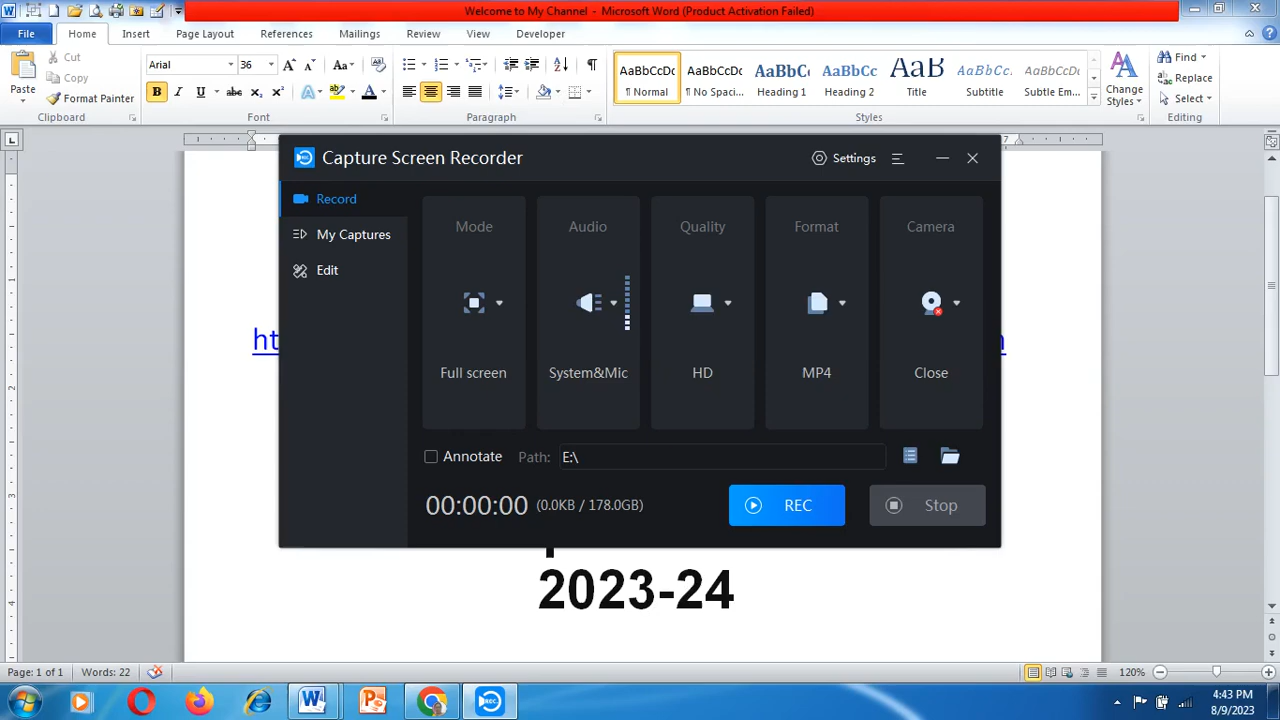 Welcome to My Channel - Microsoft Word (Product Activation Failed)
File Home Insert Page Layout References Mailings Review View Developer
Cut
Copy
Format Painter
Paste
Clipboard
Arial 36
Font
Paragraph
AaBbCcDc AaBbCcDc AaBbCc AaBbCc AaB AaBbCcL AaBbCcDc
¶ Normal ¶ No Spaci... Heading 1 Heading 2 Title Subtitle Subtle Em...
Change Styles
Styles
Find
Replace
Select
Editing
Capture Screen Recorder
Settings
Record
My Captures
Edit
Mode Audio Quality Format Camera
Full screen System&Mic HD MP4 Close
Annotate Path: E:\
00:00:00 (0.0KB / 178.0GB) REC Stop
ht
2023-24
Page: 1 of 1 Words: 22 120%
4:43 PM
8/9/2023